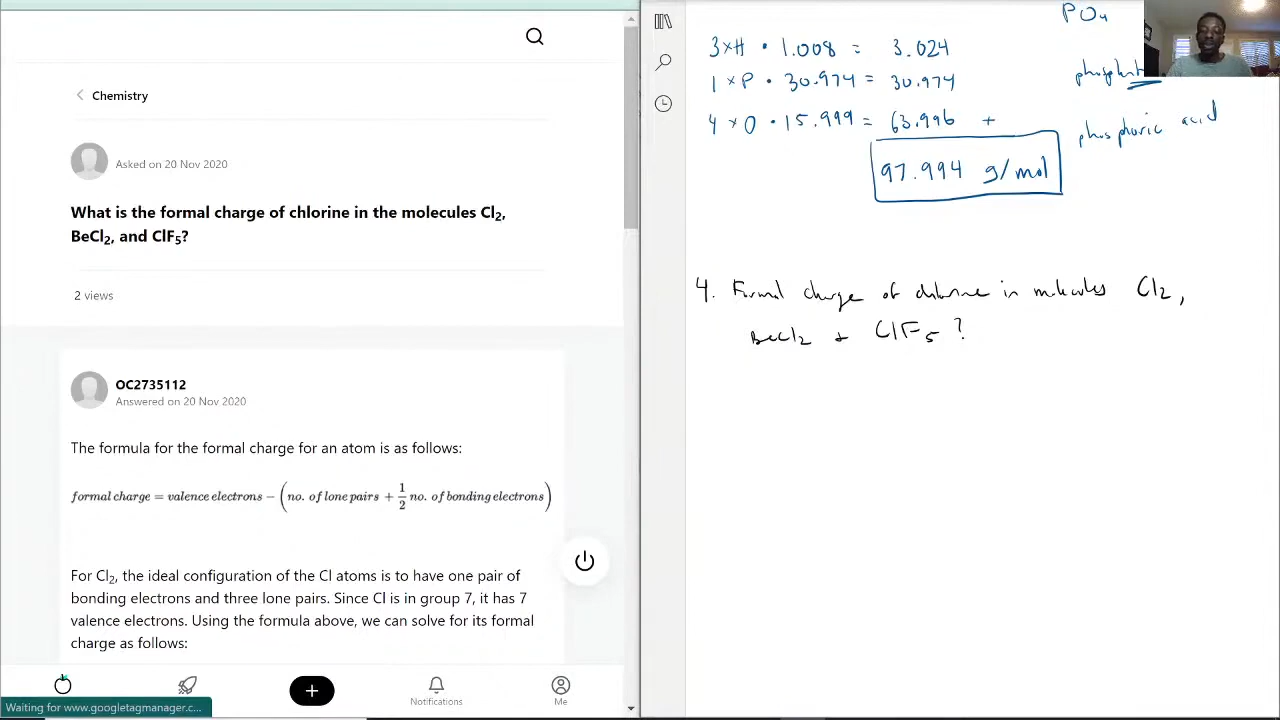 Chemistry
Asked on 20 Nov 2020
What is the formal charge of chlorine in the molecules Cl₂,
BeCl₂, and ClF₅?
2 views
OC2735112
Answered on 20 Nov 2020
The formula for the formal charge for an atom is as follows:
formal charge = valence electrons − (no. of lone pairs + 1/2 no. of bonding electrons)
For Cl₂, the ideal configuration of the Cl atoms is to have one pair of
bonding electrons and three lone pairs. Since Cl is in group 7, it has 7
valence electrons. Using the formula above, we can solve for its formal
charge as follows:
Notifications
Me
Waiting for www.googletagmanager.c...
PO₄
3×H · 1.008 = 3.024
1×P · 30.974 = 30.974
4×O · 15.999 = 63.996 +
97.994 g/mol
phosphoric acid
4. Formal charge of chlorine in molecules Cl₂,
BeCl₂ + ClF₅?